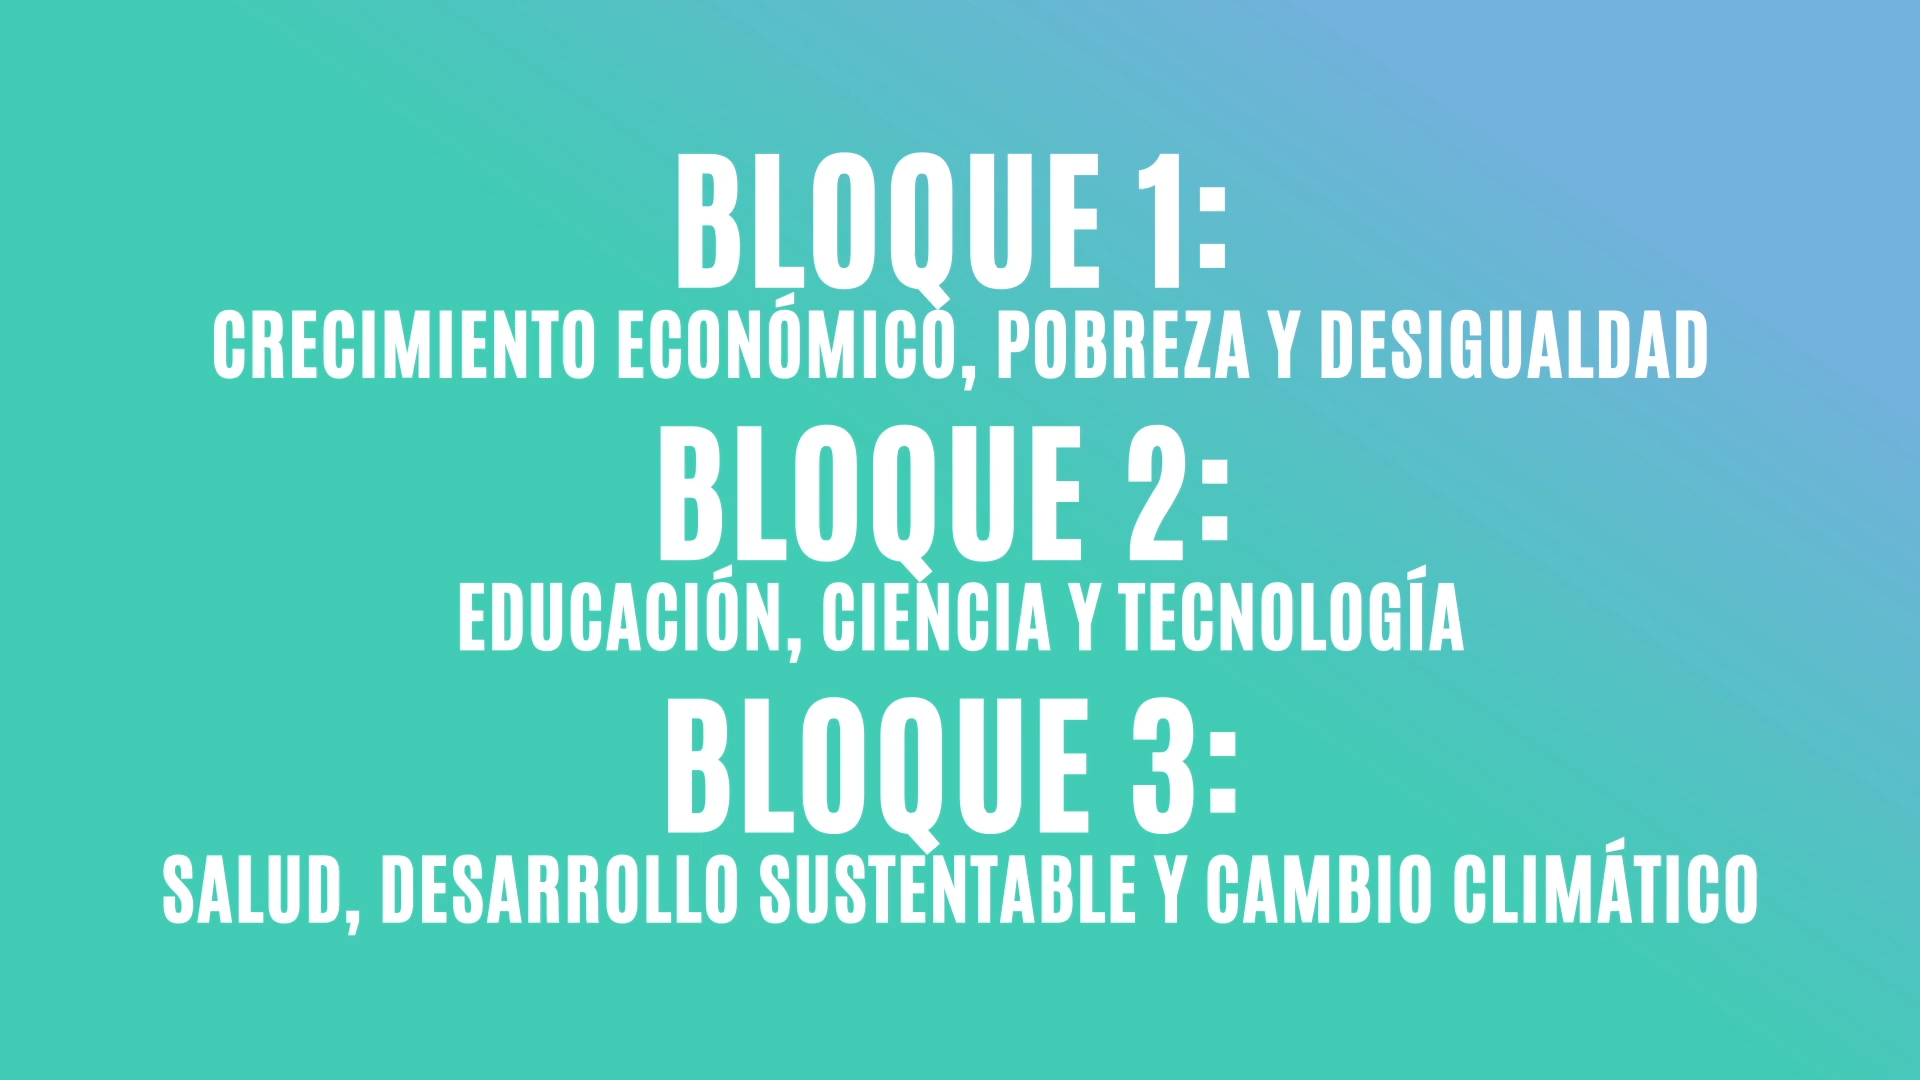 BLOQUE 1:
CRECIMIENTO ECONÓMICO, POBREZA Y DESIGUALDAD
BLOQUE 2:
EDUCACIÓN, CIENCIA Y TECNOLOGÍA
BLOQUE 3:
SALUD, DESARROLLO SUSTENTABLE Y CAMBIO CLIMÁTICO